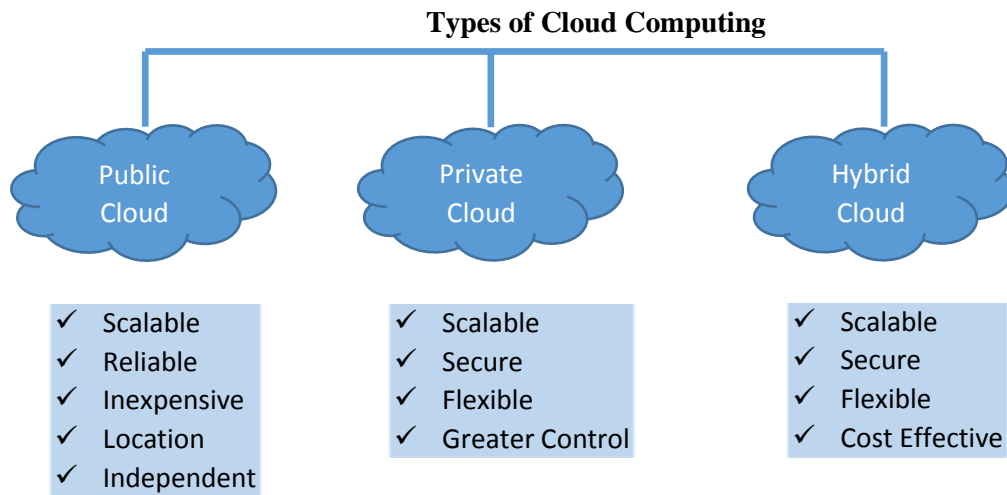 Types of Cloud Computing
Public
Cloud
Private
Cloud
Hybrid
Cloud
✓ Scalable
✓ Reliable
✓ Inexpensive
✓ Location
✓ Independent
✓ Scalable
✓ Secure
✓ Flexible
✓ Greater Control
✓ Scalable
✓ Secure
✓ Flexible
✓ Cost Effective